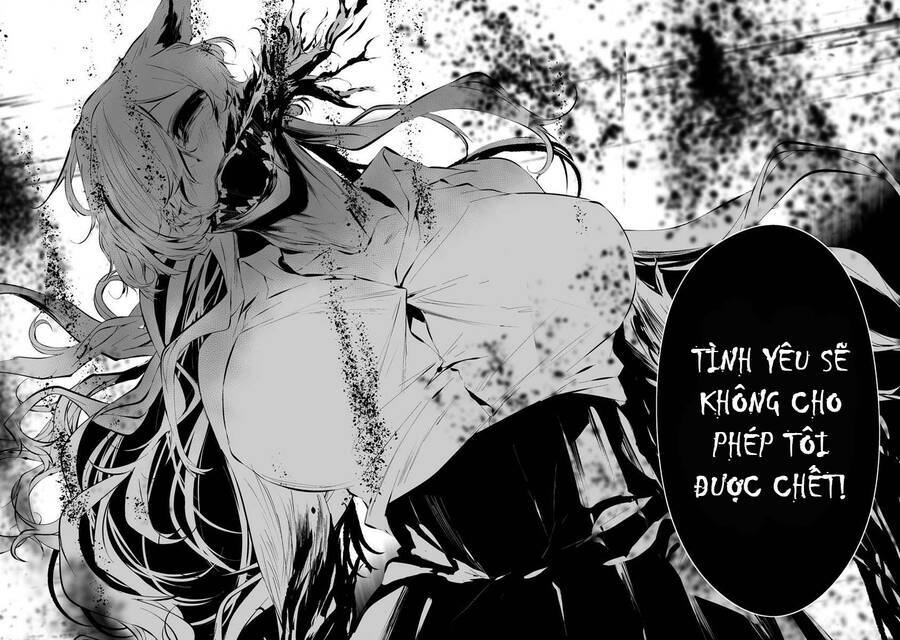 TÌNH YÊU SẼ
KHÔNG CHO
PHÉP TÔI
ĐƯỢC CHẾT!